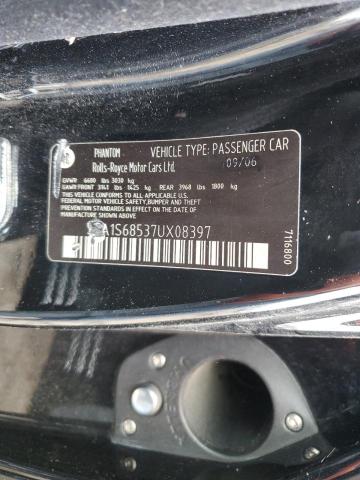 PHANTOM
Rolls-Royce Motor Cars Ltd.
VEHICLE TYPE: PASSENGER CAR
09/06
GVWR 6680 lbs 3030 kg
GAWR FRONT 3141 lbs 1425 kg REAR 3968 lbs 1800 kg
THIS VEHICLE CONFORMS TO ALL APPLICABLE U.S.
FEDERAL MOTOR VEHICLE SAFETY, BUMPER AND THEFT
PREVENTION STANDARDS IN EFFECT ON THE DATE OF
MANUFACTURE SHOWN ABOVE
A1S68537UX08397
7116800